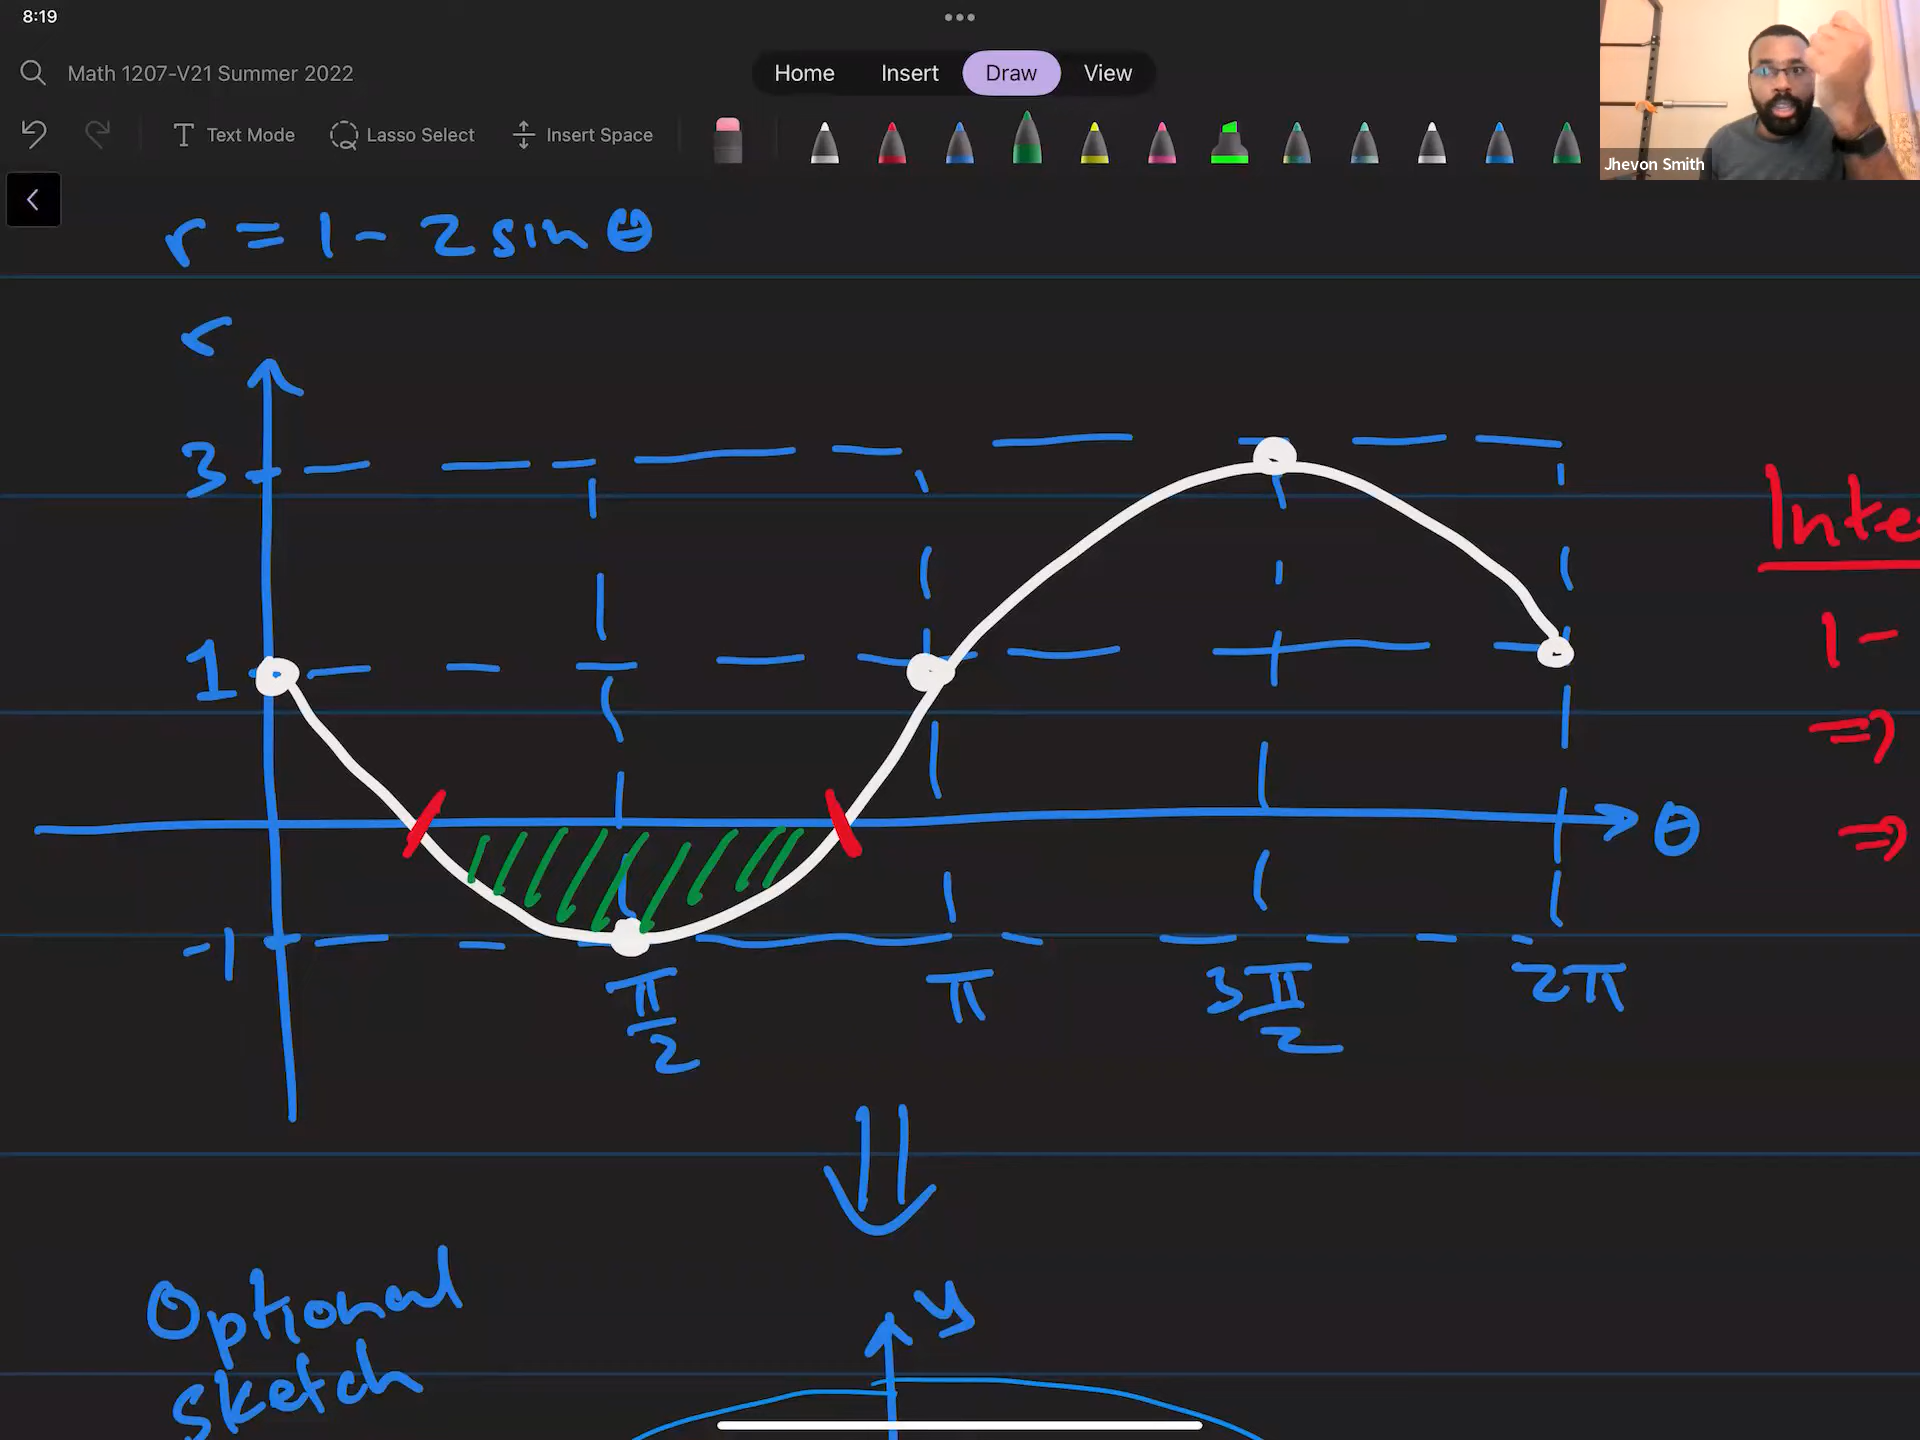 8:19
Math 1207-V21 Summer 2022
Home Insert Draw View
Text Mode Lasso Select Insert Space
Jhevon Smith
r = 1 - 2 sin θ
r
3
1
-1
π/2 π 3π/2 2π
θ
Inte
1 -
⇒
⇒
⇓
Optional
sketch
y